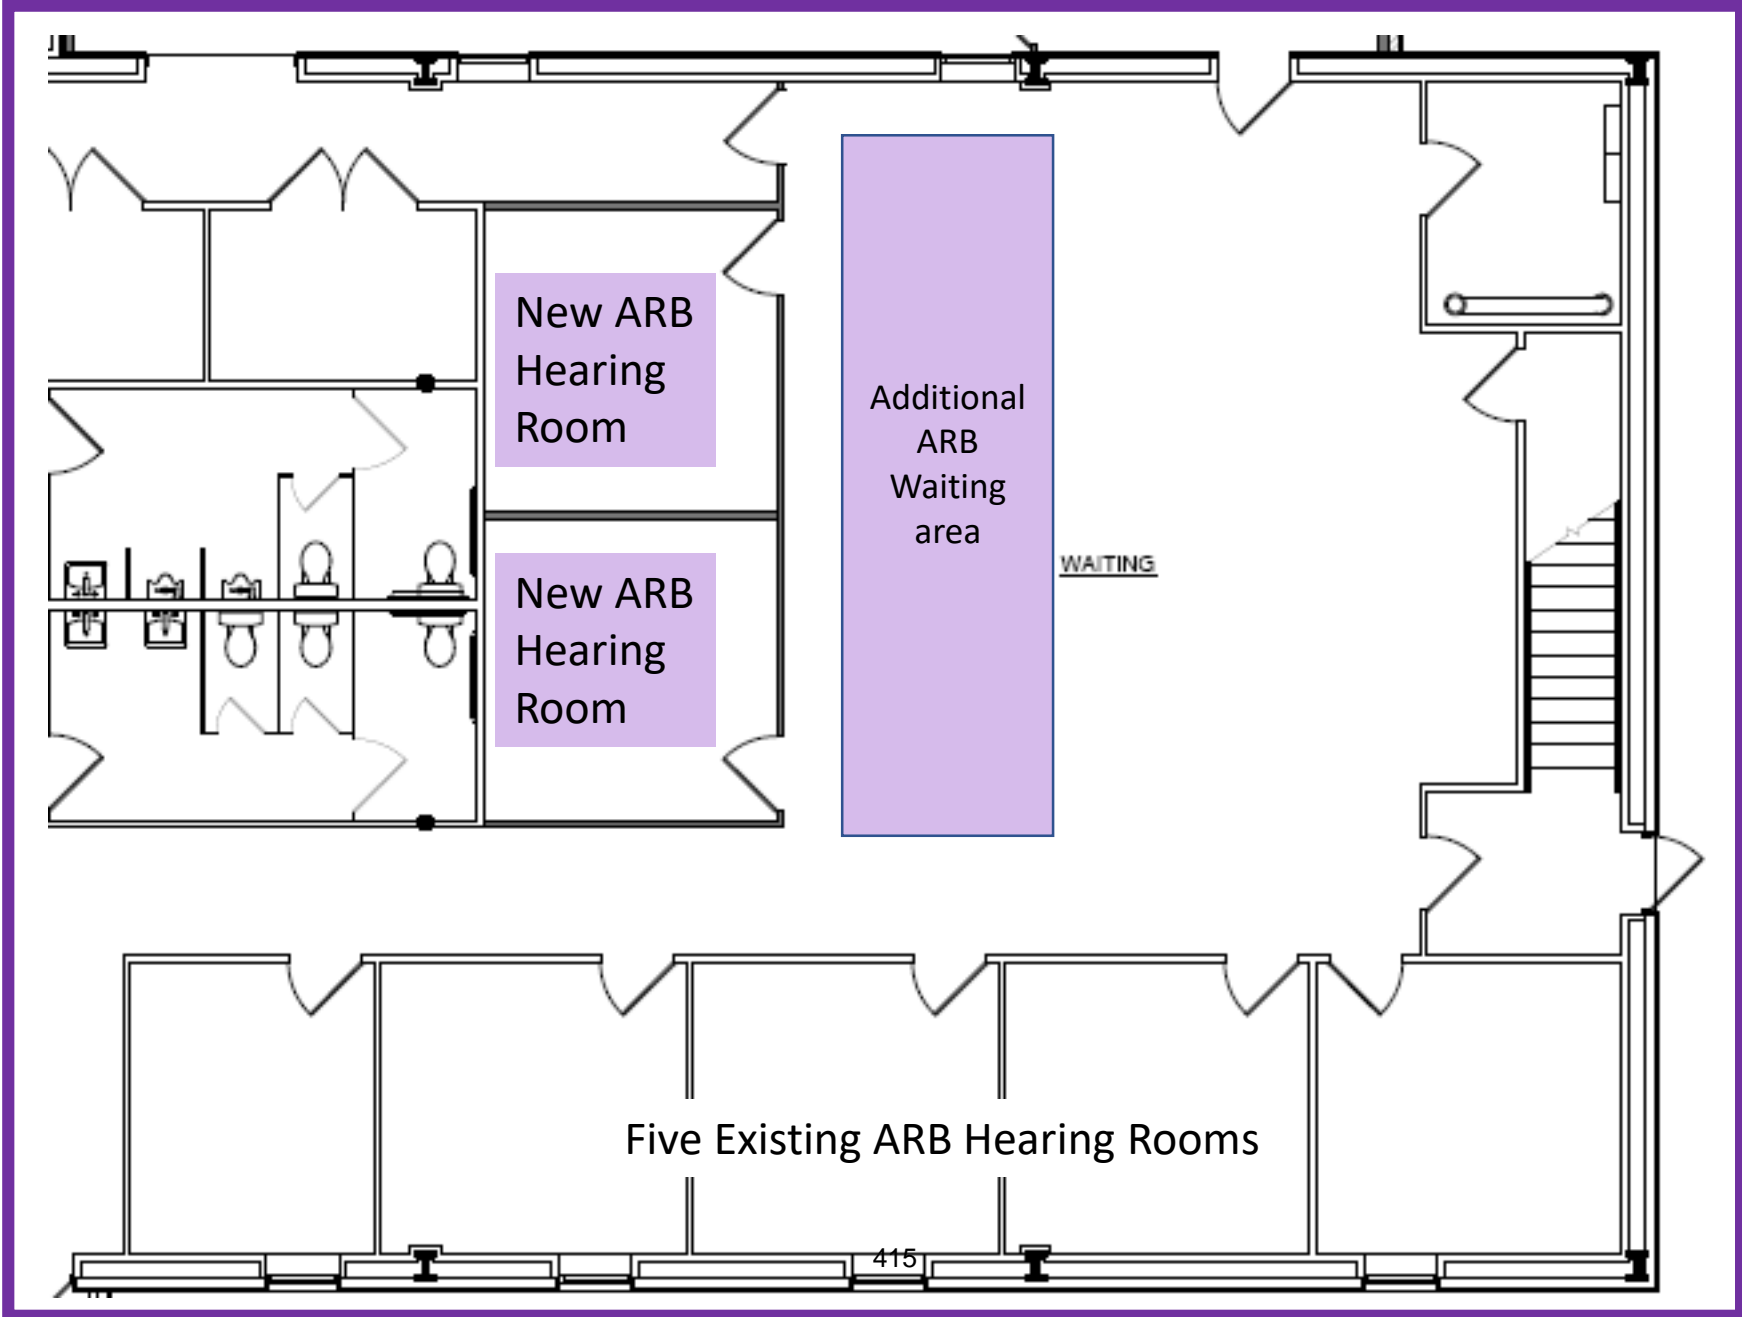 New ARB
Hearing
Room
Additional
ARB
Waiting
area
WAITING
New ARB
Hearing
Room
Five Existing ARB Hearing Rooms
415